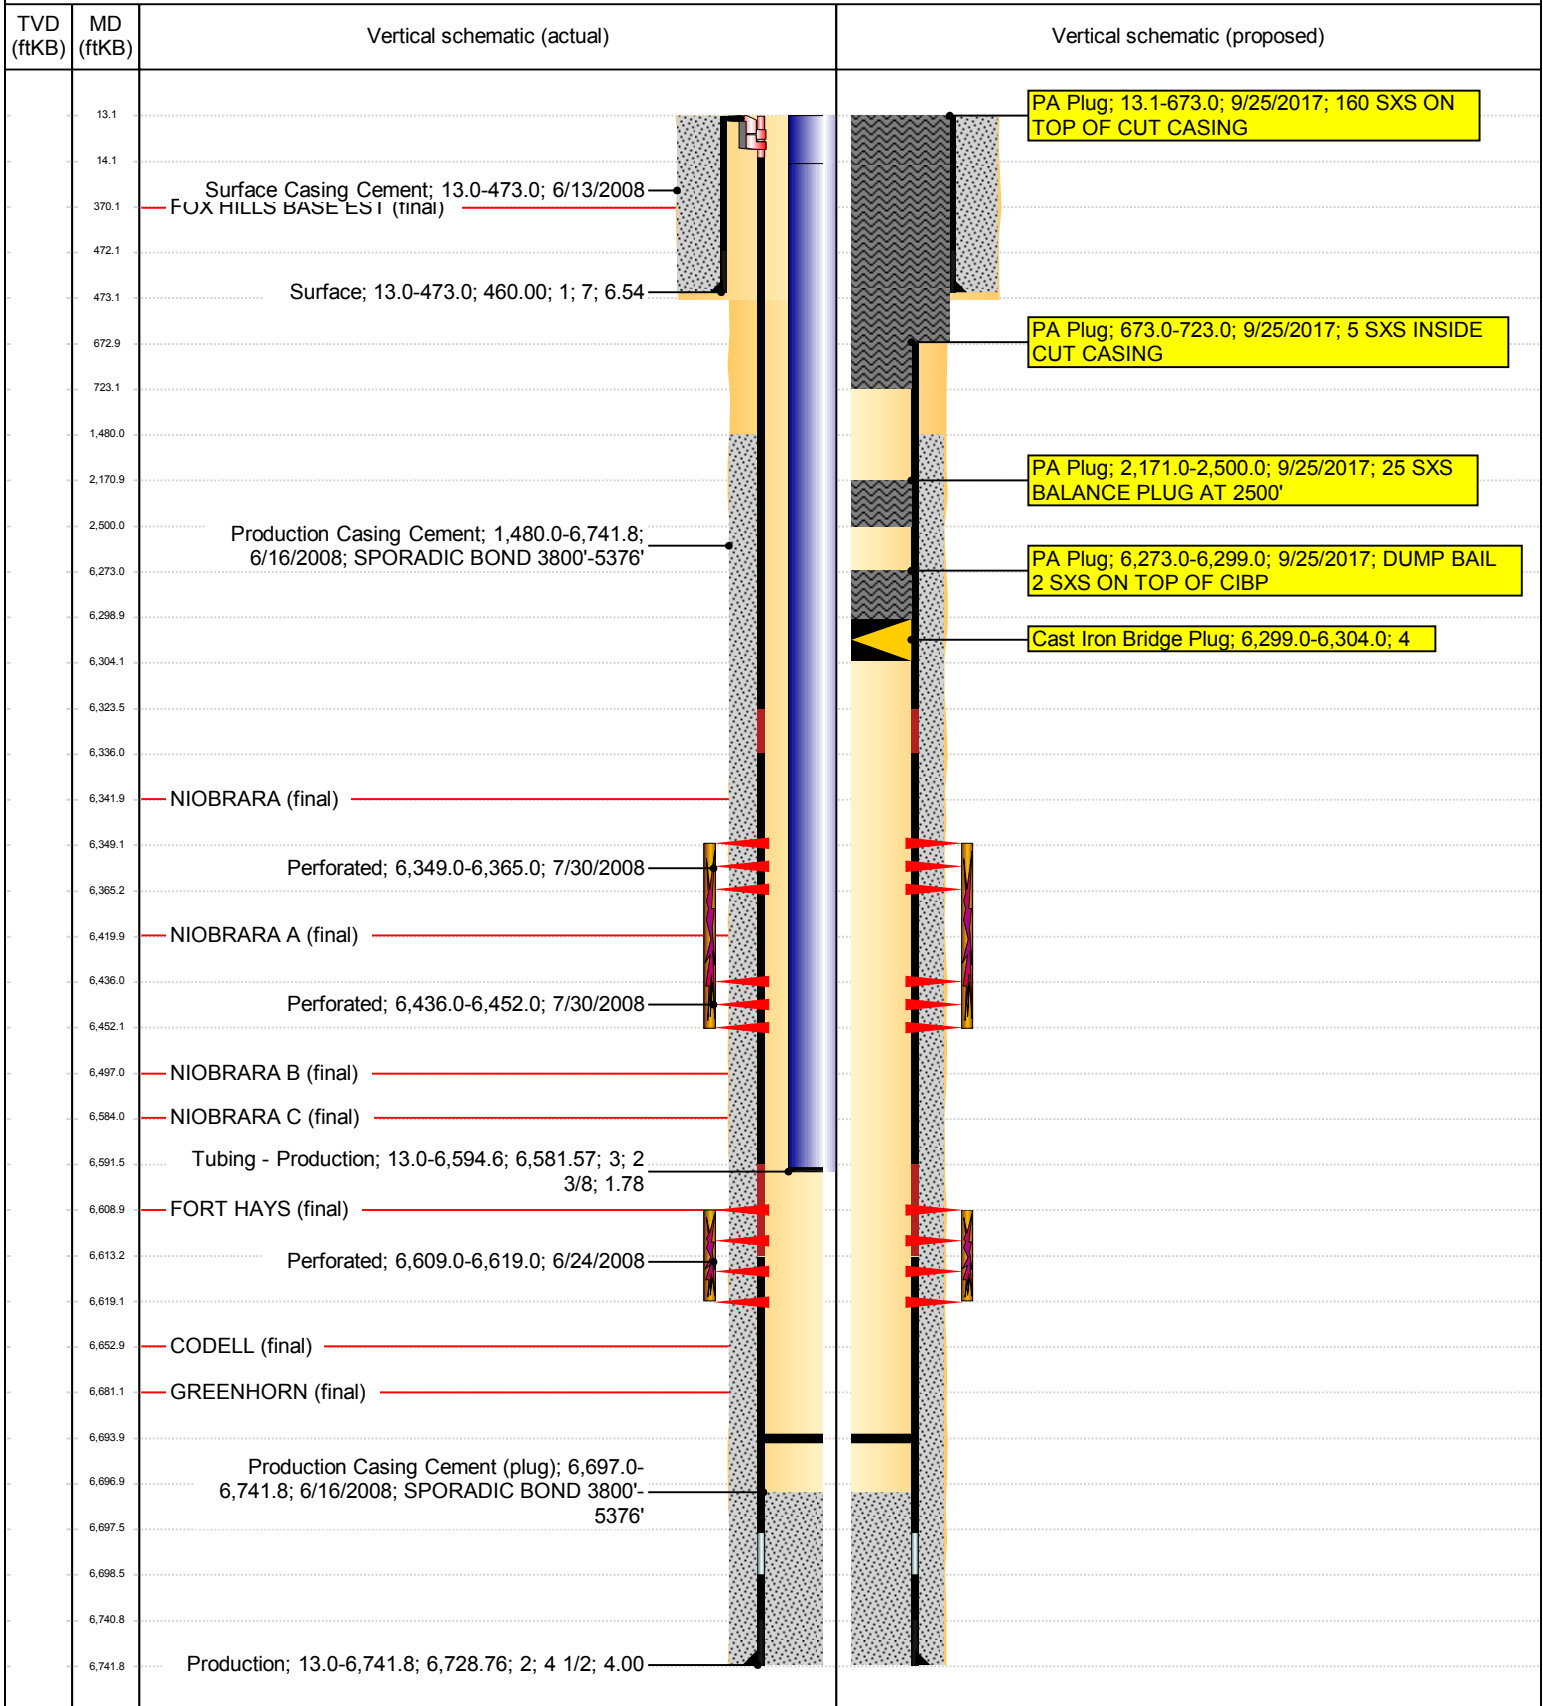 TVD (ftKB)
MD (ftKB)
Vertical schematic (actual)
Vertical schematic (proposed)
13.1
PA Plug; 13.1-673.0; 9/25/2017; 160 SXS ON
TOP OF CUT CASING
14.1
Surface Casing Cement; 13.0-473.0; 6/13/2008
370.1
FOX HILLS BASE EST (final)
472.1
Surface; 13.0-473.0; 460.00; 1; 7; 6.54
473.1
PA Plug; 673.0-723.0; 9/25/2017; 5 SXS INSIDE
CUT CASING
672.9
723.1
1,480.0
PA Plug; 2,171.0-2,500.0; 9/25/2017; 25 SXS
BALANCE PLUG AT 2500'
2,170.9
2,500.0
Production Casing Cement; 1,480.0-6,741.8;
6/16/2008; SPORADIC BOND 3800'-5376'
PA Plug; 6,273.0-6,299.0; 9/25/2017; DUMP BAIL
2 SXS ON TOP OF CIBP
6,273.0
6,298.9
Cast Iron Bridge Plug; 6,299.0-6,304.0; 4
6,304.1
6,323.5
6,336.0
6,341.9
NIOBRARA (final)
6,349.1
Perforated; 6,349.0-6,365.0; 7/30/2008
6,365.2
6,419.9
NIOBRARA A (final)
6,436.0
Perforated; 6,436.0-6,452.0; 7/30/2008
6,452.1
6,497.0
NIOBRARA B (final)
6,584.0
NIOBRARA C (final)
6,591.5
Tubing - Production; 13.0-6,594.6; 6,581.57; 3; 2
3/8; 1.78
6,608.9
FORT HAYS (final)
6,613.2
Perforated; 6,609.0-6,619.0; 6/24/2008
6,619.1
6,652.9
CODELL (final)
6,681.1
GREENHORN (final)
6,693.9
Production Casing Cement (plug); 6,697.0-
6,741.8; 6/16/2008; SPORADIC BOND 3800'-
5376'
6,696.9
6,697.5
6,698.5
6,740.8
6,741.8
Production; 13.0-6,741.8; 6,728.76; 2; 4 1/2; 4.00